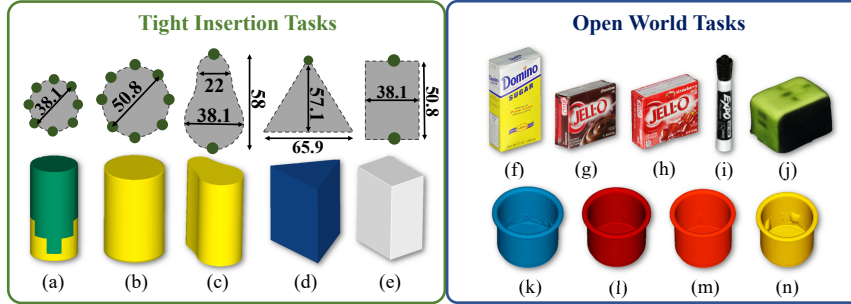 Tight Insertion Tasks
38.1
50.8
22
38.1
58
57.1
65.9
38.1
50.8
(a) (b) (c) (d) (e)
Open World Tasks
Domino
SUGAR
JELL-O
strawberry
JELL-O
EXPO
(f) (g) (h) (i) (j)
(k) (l) (m) (n)